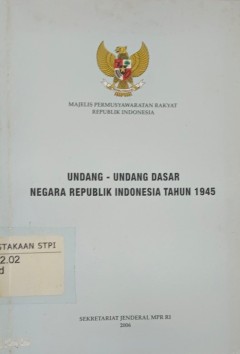 MAJELIS PERMUSYAWARATAN RAKYAT
REPUBLIK INDONESIA
UNDANG - UNDANG DASAR
NEGARA REPUBLIK INDONESIA TAHUN 1945
STAKAAN STPI
2.02
d
SEKRETARIAT JENDERAL MPR RI
2006